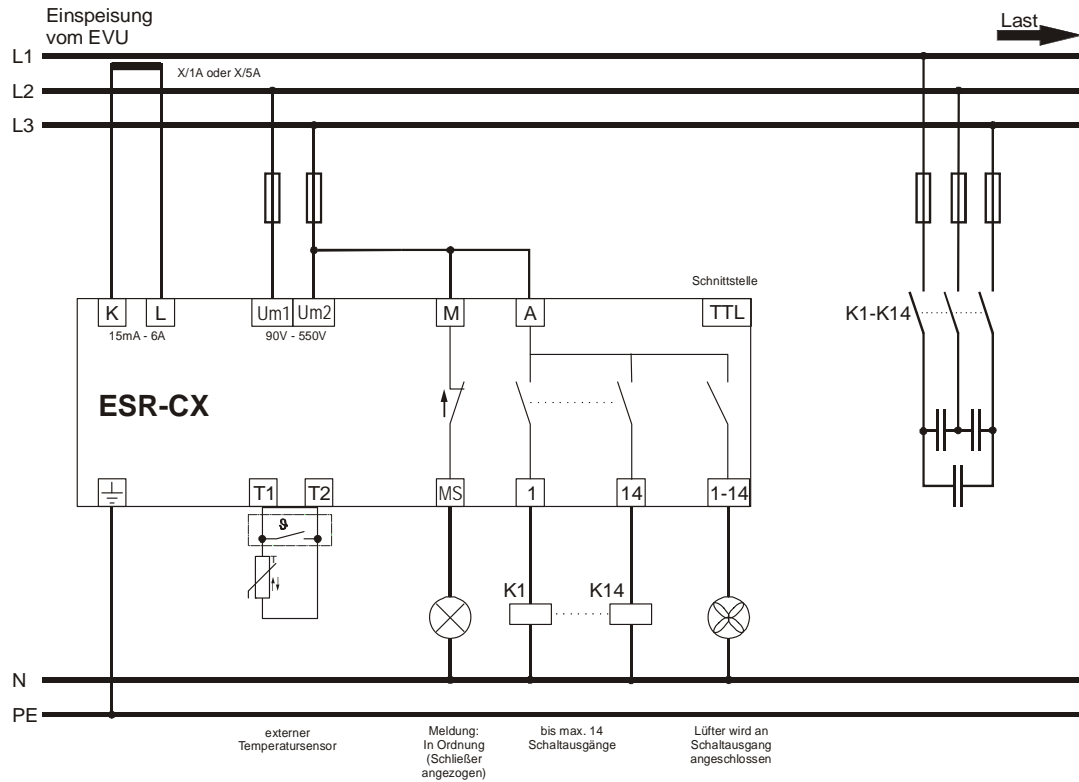 Einspeisung
vom EVU
Last
L1
X/1A oder X/5A
L2
L3
Schnittstelle
K
L
Um1
Um2
M
A
TTL
15mA - 6A
90V - 550V
K1-K14
ESR-CX
T1
T2
MS
1
14
1-14
ϑ
T
K1
K14
N
PE
externer
Temperatursensor
Meldung:
In Ordnung
(Schließer
angezogen)
bis max. 14
Schaltausgänge
Lüfter wird an
Schaltausgang
angeschlossen